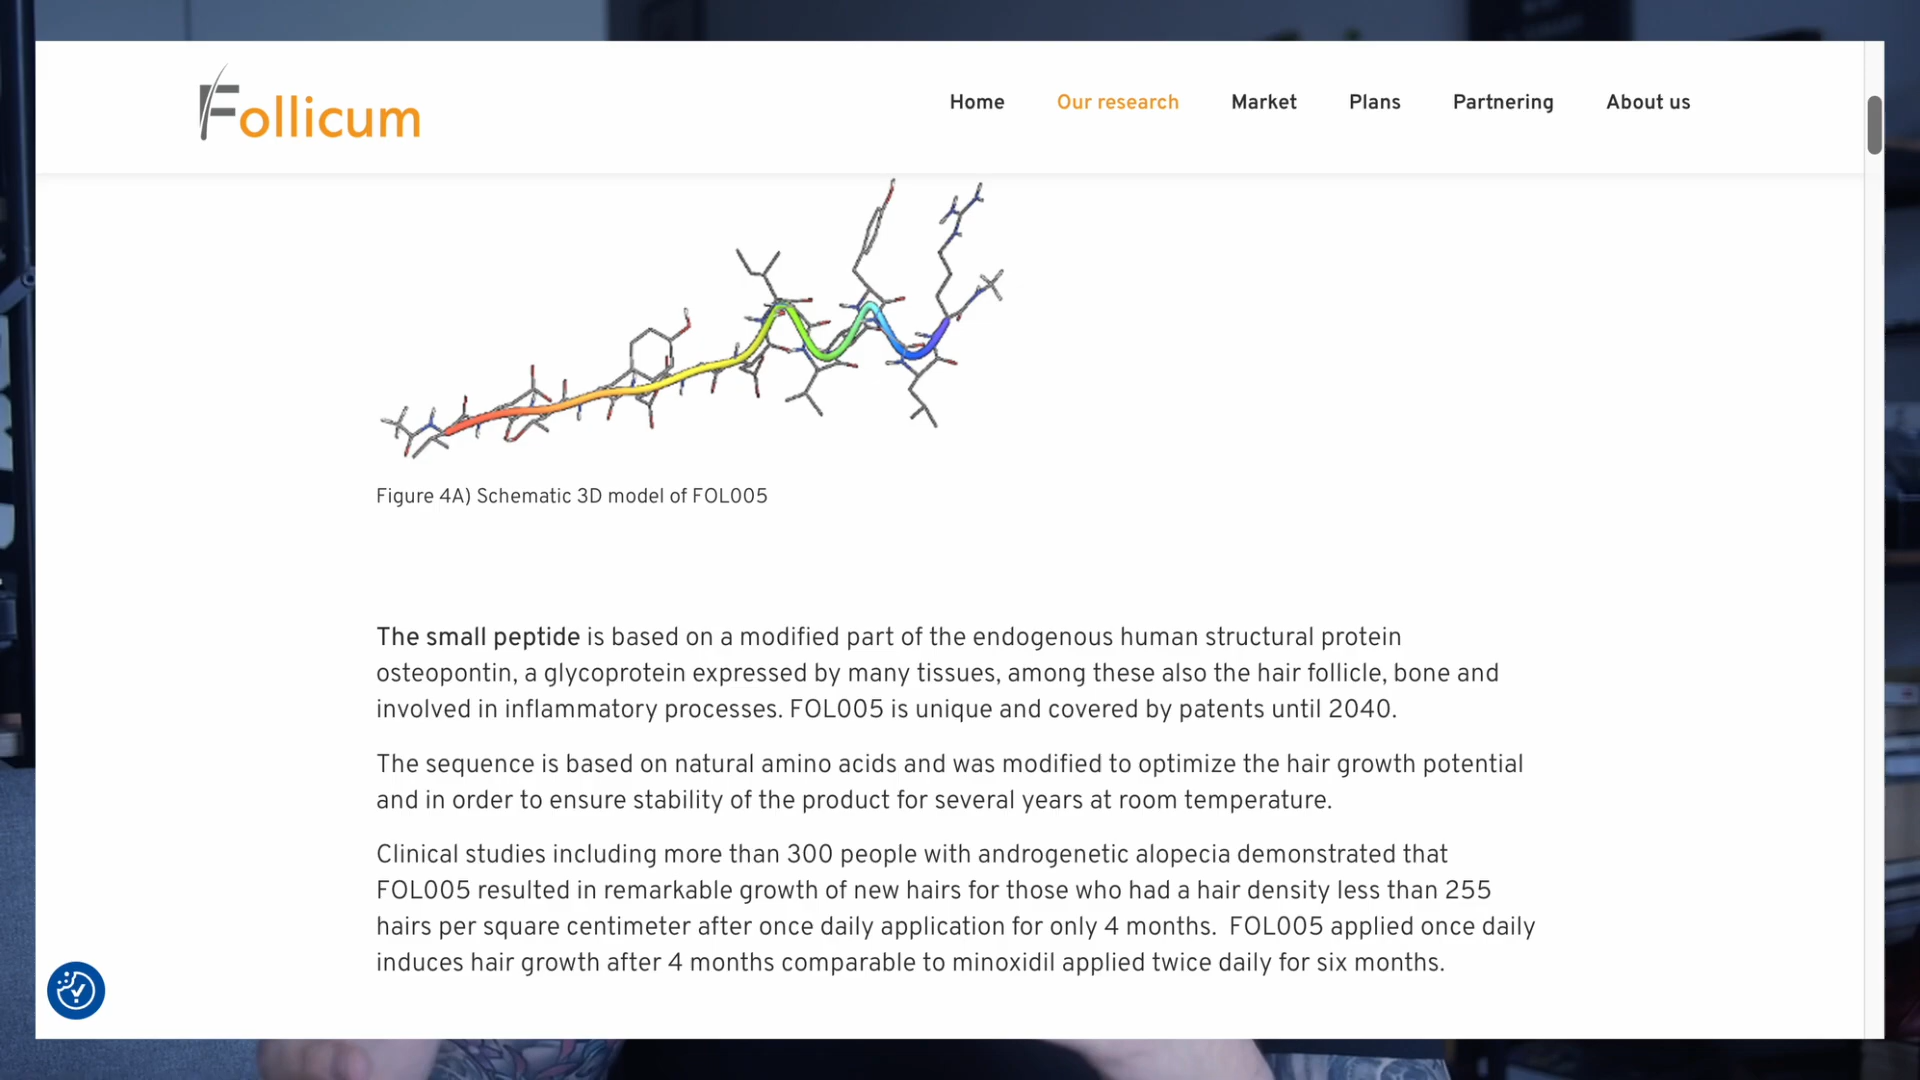 Follicum
Home Our research Market Plans Partnering About us
Figure 4A) Schematic 3D model of FOL005
The small peptide is based on a modified part of the endogenous human structural protein
osteopontin, a glycoprotein expressed by many tissues, among these also the hair follicle, bone and
involved in inflammatory processes. FOL005 is unique and covered by patents until 2040.
The sequence is based on natural amino acids and was modified to optimize the hair growth potential
and in order to ensure stability of the product for several years at room temperature.
Clinical studies including more than 300 people with androgenetic alopecia demonstrated that
FOL005 resulted in remarkable growth of new hairs for those who had a hair density less than 255
hairs per square centimeter after once daily application for only 4 months. FOL005 applied once daily
induces hair growth after 4 months comparable to minoxidil applied twice daily for six months.